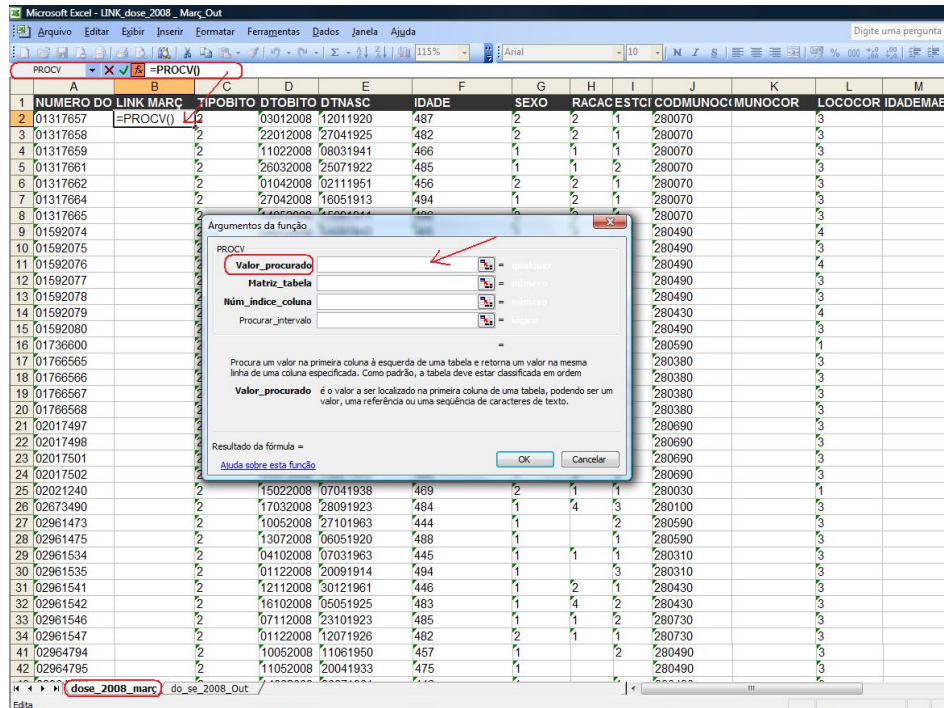 Microsoft Excel - LINK_dose_2008 _ Març_Out
Arquivo Editar Exibir Inserir Formatar Ferramentas Dados Janela Ajuda Digite uma pergunta
115% Arial 10 N I S % 000
PROCV =PROCV()
A B C D E F G H I J K L M
1 NUMERO DO LINK MARÇ TIPOBITO DTOBITO DTNASC IDADE SEXO RACAC ESTCI CODMUNOC( MUNOCOR LOCOCOR IDADEMAE
2 01317657 =PROCV() 2 03012008 12011920 487 2 2 1 280070 3
3 01317658 2 22012008 27041925 482 2 2 1 280070 3
4 01317659 2 11022008 08031941 466 1 1 1 280070 3
5 01317661 2 26032008 25071922 485 1 1 2 280070 3
6 01317662 2 01042008 02111951 456 2 2 1 280070 3
7 01317664 2 27042008 16051913 494 1 2 1 280070 3
8 01317665 280070 3
9 01592074 280490 4
10 01592075 280490 3
11 01592076 280490 4
12 01592077 280490 3
13 01592078 280490 3
14 01592079 280430 4
15 01592080 280490 3
16 01736600 280590 1
17 01766565 280380 3
18 01766566 280380 3
19 01766567 280380 3
20 01766568 280380 3
21 02017497 280690 3
22 02017498 280690 3
23 02017501 280690 3
24 02017502 280690 3
Argumentos da função
PROCV
Valor_procurado = qualquer
Matriz_tabela = número
Núm_índice_coluna = número
Procurar_intervalo = lógico
=
Procura um valor na primeira coluna à esquerda de uma tabela e retorna um valor na mesma
linha de uma coluna especificada. Como padrão, a tabela deve estar classificada em ordem
Valor_procurado é o valor a ser localizado na primeira coluna de uma tabela, podendo ser um
valor, uma referência ou uma seqüência de caracteres de texto.
Resultado da fórmula =
Ajuda sobre esta função OK Cancelar
25 02021240 2 15022008 07041938 469 2 1 1 280030 1
26 02673490 2 17032008 28091923 484 1 4 3 280100 3
27 02961473 2 10052008 27101963 444 1 2 280590 3
28 02961475 2 13072008 06051920 488 1 1 280590 3
29 02961534 2 04102008 07031963 445 1 1 1 280310 3
30 02961535 2 01122008 20091914 494 1 3 280310 3
31 02961541 2 12112008 30121961 446 1 2 1 280430 3
32 02961542 2 16102008 05051925 483 1 4 2 280430 3
33 02961546 2 07112008 23101923 485 1 1 2 280730 3
34 02961547 2 01122008 12071926 482 2 1 1 280730 3
41 02964794 2 10052008 11061950 457 1 2 280490 3
42 02964795 2 11052008 20041933 475 1 280490 3
dose_2008_març do_se_2008_Out
Edita